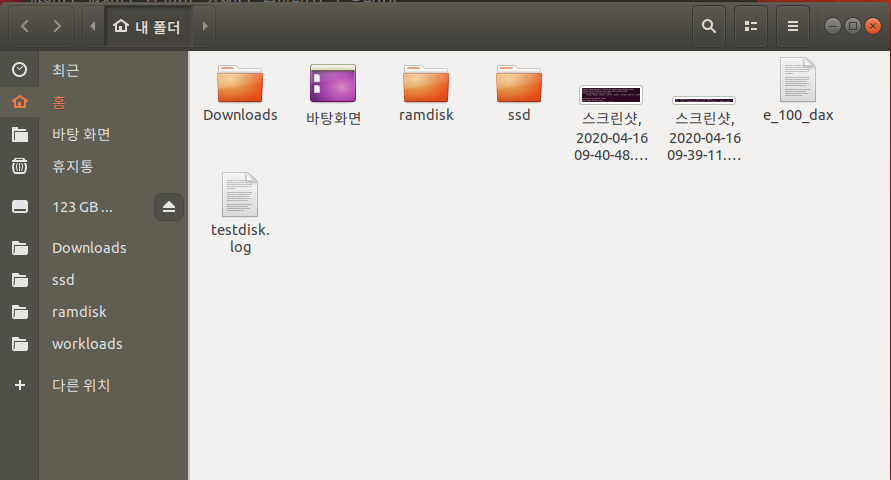 내 폴더
최근
홈
바탕 화면
휴지통
123 GB ...
Downloads
ssd
ramdisk
workloads
다른 위치
Downloads
바탕화면
ramdisk
ssd
스크린샷,
2020-04-16
09-40-48.…
스크린샷,
2020-04-16
09-39-11.…
e_100_dax
testdisk.
log